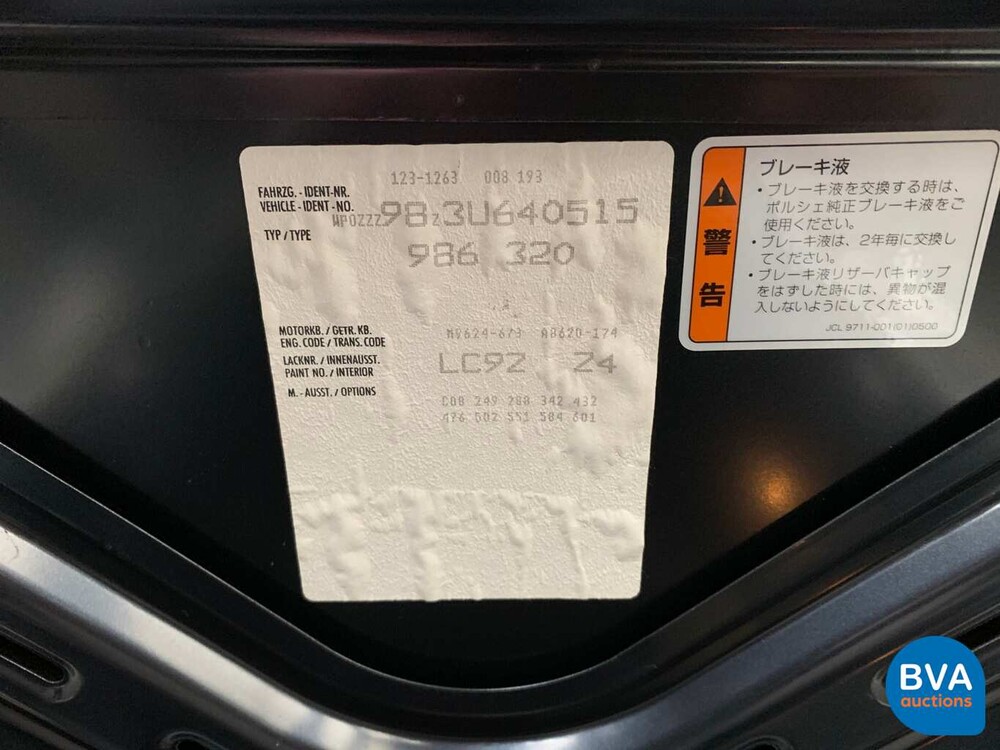 123-1263 008 193
FAHRZG. - IDENT-NR.
VEHICLE - IDENT - NO.
WP0ZZZ98Z3U640515
TYP / TYPE
986 320
MOTORKB. / GETR. KB.
ENG. CODE / TRANS. CODE
M9624-673 A8620-174
LACKNR. / INNENAUSST.
PAINT NO. / INTERIOR
LC9Z Z4
M.- AUSST. / OPTIONS
C08 249 288 342 432
476 502 551 584 601
警告
ブレーキ液
・ブレーキ液を交換する時は、
ポルシェ純正ブレーキ液をご
使用ください。
・ブレーキ液は、2年毎に交換し
てください。
・ブレーキ液リザーバキャップ
をはずした時には、異物が混
入しないようにしてください。
JCL 9711-001(01)0500
BVA
auctions